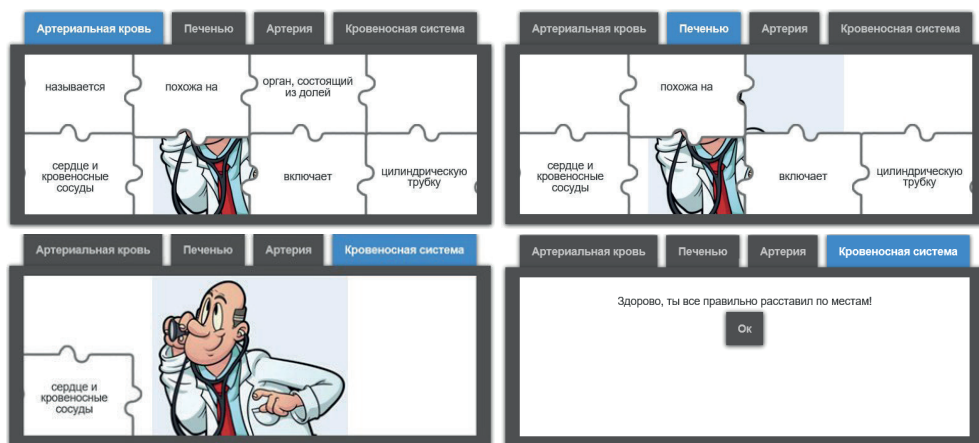 Артериальная кровь
Печенью
Артерия
Кровеносная система
называется
похожа на
орган, состоящий
из долей
сердце и
кровеносные
сосуды
включает
цилиндрическую
трубку
Артериальная кровь
Печенью
Артерия
Кровеносная система
похожа на
сердце и
кровеносные
сосуды
включает
цилиндрическую
трубку
Артериальная кровь
Печенью
Артерия
Кровеносная система
сердце и
кровеносные
сосуды
Артериальная кровь
Печенью
Артерия
Кровеносная система
Здорово, ты все правильно расставил по местам!
Ок